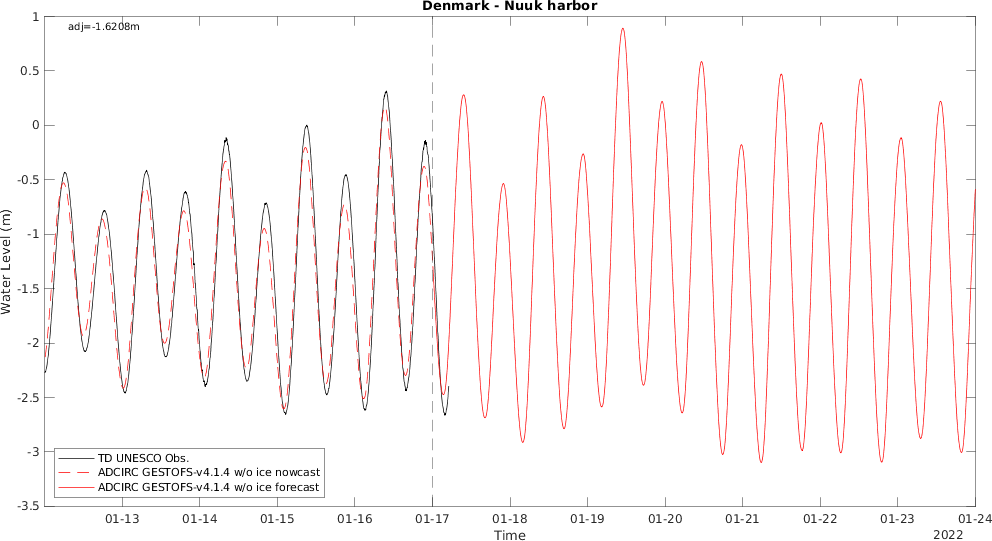 Denmark - Nuuk harbor
adj=-1.6208m
1
0.5
0
-0.5
-1
-1.5
-2
-2.5
-3
-3.5
Water Level (m)
TD UNESCO Obs.
ADCIRC GESTOFS-v4.1.4 w/o ice nowcast
ADCIRC GESTOFS-v4.1.4 w/o ice forecast
01-13 01-14 01-15 01-16 01-17 01-18 01-19 01-20 01-21 01-22 01-23 01-24
Time
2022